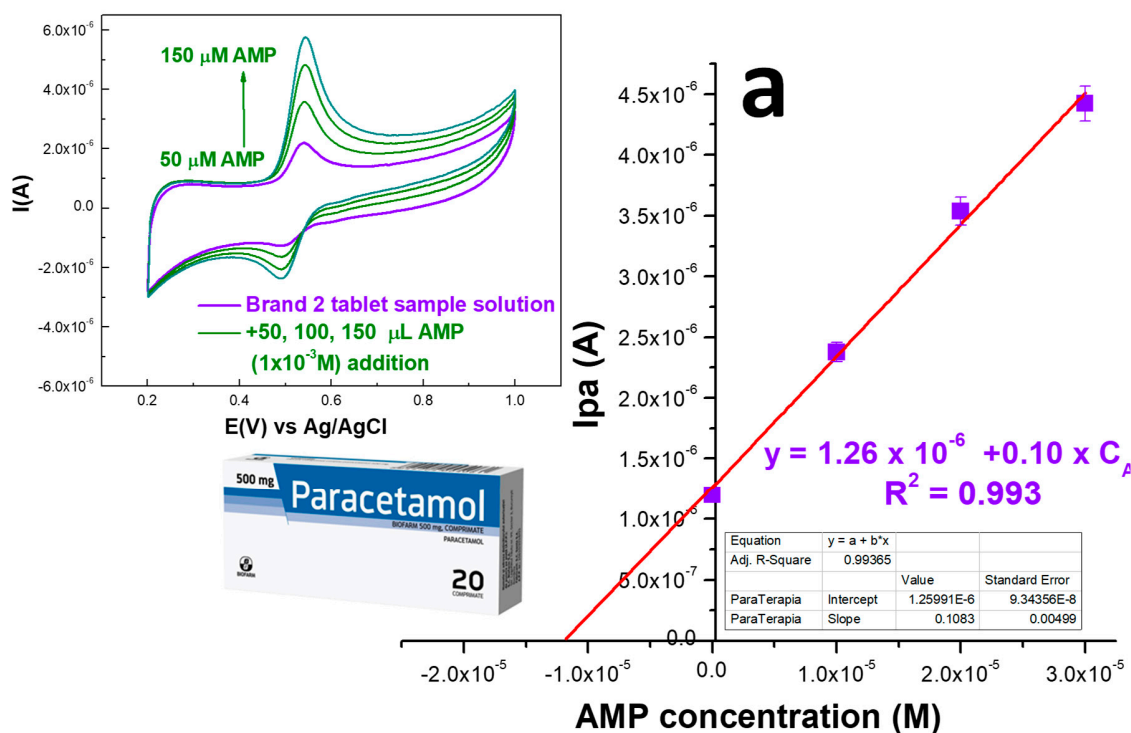 6.0x10⁻⁶
4.0x10⁻⁶
2.0x10⁻⁶
0.0
-2.0x10⁻⁶
-4.0x10⁻⁶
-6.0x10⁻⁶
I(A)
150 μM AMP
50 μM AMP
Brand 2 tablet sample solution
+50, 100, 150 μL AMP
(1x10⁻³M) addition
0.2 0.4 0.6 0.8 1.0
E(V) vs Ag/AgCl
a
4.5x10⁻⁶
4.0x10⁻⁶
3.5x10⁻⁶
2.5x10⁻⁶
2.0x10⁻⁶
1.5x10⁻⁶
1.0x10⁻⁶
5.0x10⁻⁷
0.0
Ipa (A)
y = 1.26 x 10⁻⁶ +0.10 x C
R² = 0.993
Equation y = a + b*x
Adj. R-Square 0.99365
Value Standard Error
ParaTerapia Intercept 1.25991E-6 9.34356E-8
ParaTerapia Slope 0.1083 0.00499
-2.0x10⁻⁵ -1.0x10⁻⁵ 0.0 1.0x10⁻⁵ 2.0x10⁻⁵ 3.0x10⁻⁵
AMP concentration (M)
500 mg
Paracetamol
BIOFARM 500 mg, COMPRIMATE
PARACETAMOL
BIOFARM
20
COMPRIMATE